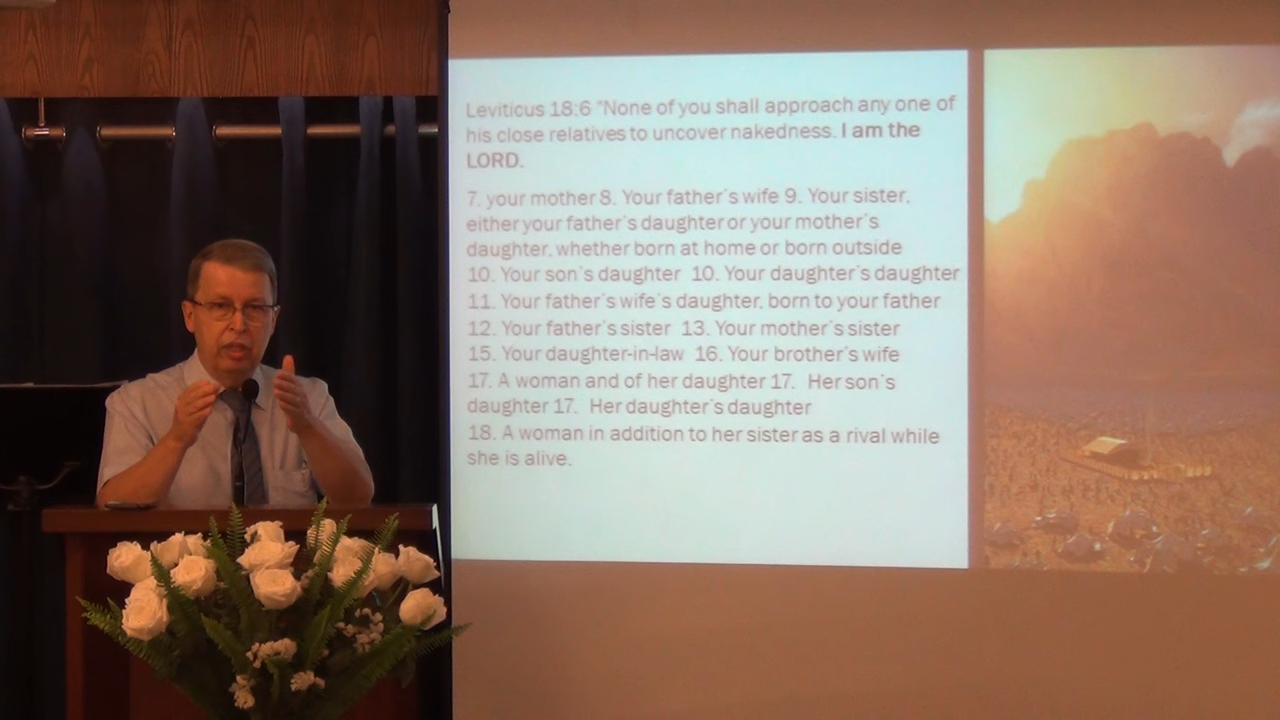 Leviticus 18:6 "None of you shall approach any one of
his close relatives to uncover nakedness. I am the
LORD.
7. your mother 8. Your father's wife 9. Your sister,
either your father's daughter or your mother's
daughter, whether born at home or born outside
10. Your son's daughter 10. Your daughter's daughter
11. Your father's wife's daughter, born to your father
12. Your father's sister 13. Your mother's sister
15. Your daughter-in-law 16. Your brother's wife
17. A woman and of her daughter 17. Her son's
daughter 17. Her daughter's daughter
18. A woman in addition to her sister as a rival while
she is alive.